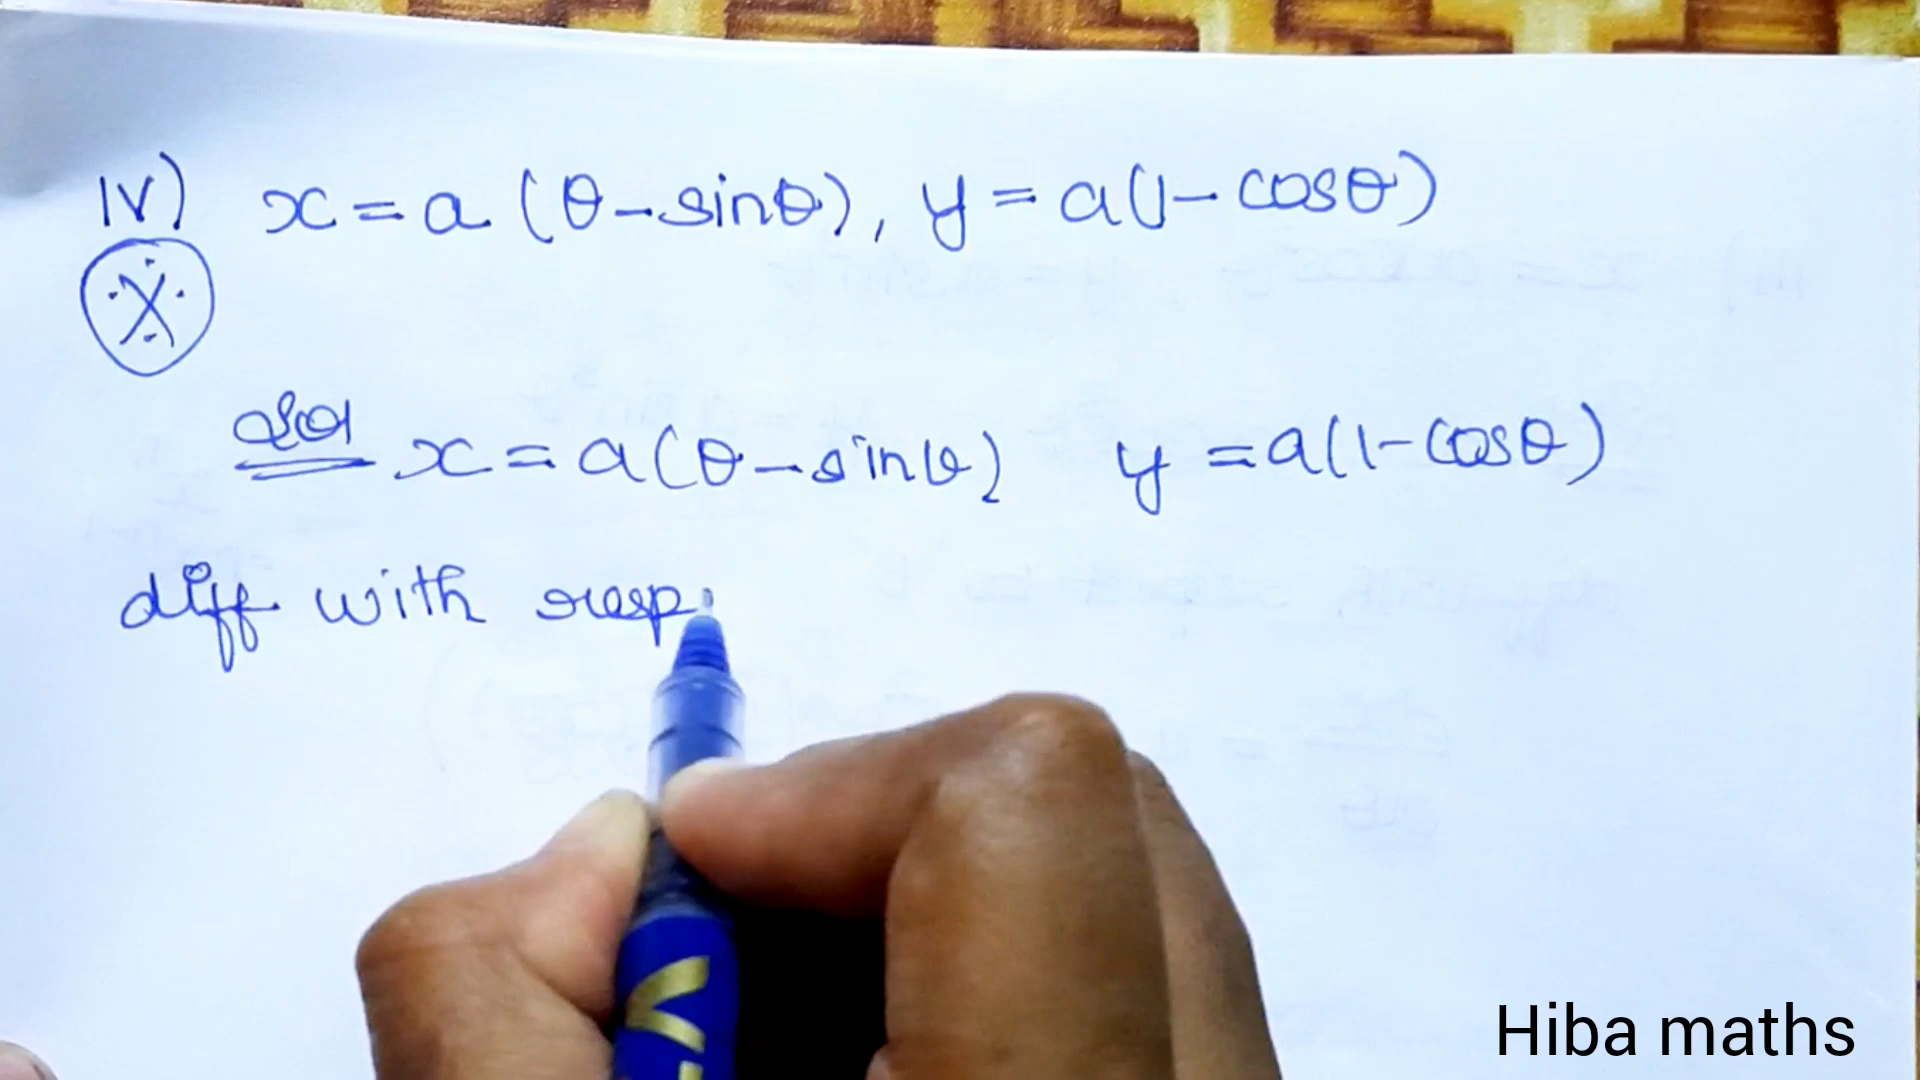 iv) x = a (θ - sinθ), y = a(1 - cosθ)
Sol x = a(θ - sinθ) y = a(1 - cosθ)
diff with resp
Hiba maths